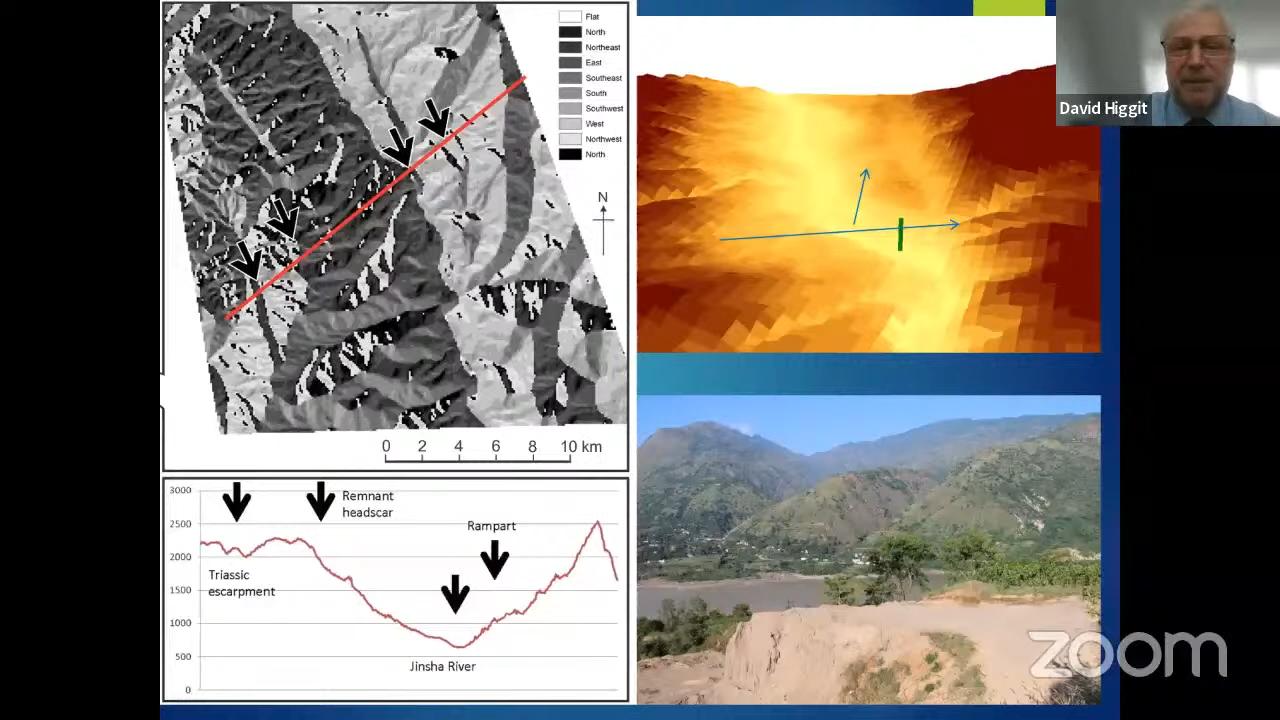 Flat
North
Northeast
East
Southeast
South
Southwest
West
Northwest
North
N
0 2 4 6 8 10 km
3000
2500
2000
1500
1000
500
0
Remnant
headscar
Rampart
Triassic
escarpment
Jinsha River
David Higgit
zoom